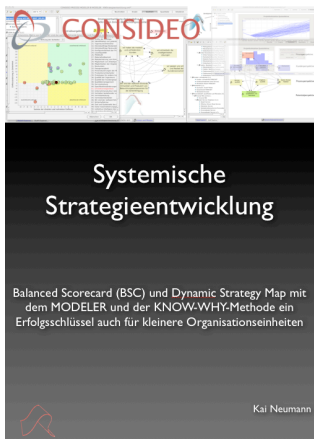 CONSIDEO
Systemische
Strategieentwicklung
Balanced Scorecard (BSC) und Dynamic Strategy Map mit
dem MODELER und der KNOW-WHY-Methode ein
Erfolgsschlüssel auch für kleinere Organisationseinheiten
Kai Neumann